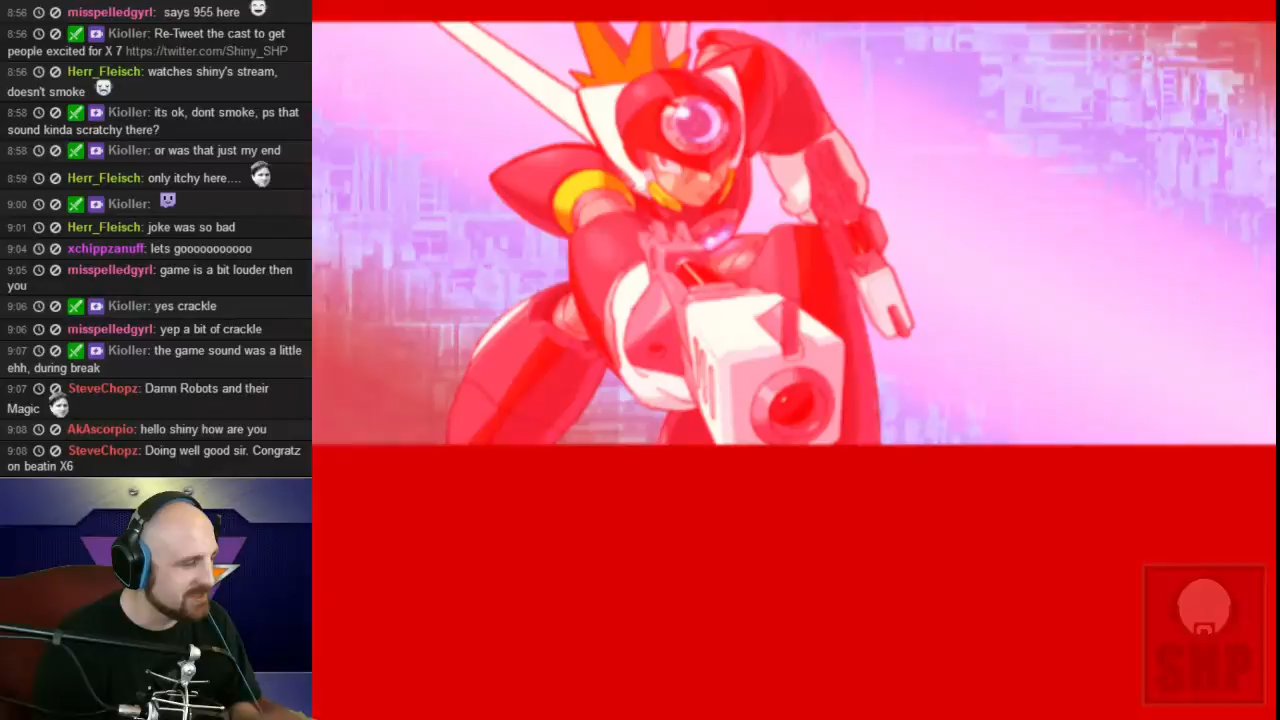 8:56 misspelledgyrl: says 955 here
8:56 Kioller: Re-Tweet the cast to get
people excited for X 7 https://twitter.com/Shiny_SHP
8:56 Herr_Fleisch: watches shiny's stream,
doesn't smoke
8:58 Kioller: its ok, dont smoke, ps that
sound kinda scratchy there?
8:58 Kioller: or was that just my end
8:59 Herr_Fleisch: only itchy here....
9:00 Kioller:
9:01 Herr_Fleisch: joke was so bad
9:04 xchippzanuff: lets gooooooooooo
9:05 misspelledgyrl: game is a bit louder then
you
9:06 Kioller: yes crackle
9:06 misspelledgyrl: yep a bit of crackle
9:07 Kioller: the game sound was a little
ehh, during break
9:07 SteveChopz: Damn Robots and their
Magic
9:08 AkAscorpio: hello shiny how are you
9:08 SteveChopz: Doing well good sir. Congratz
on beatin X6
SHP